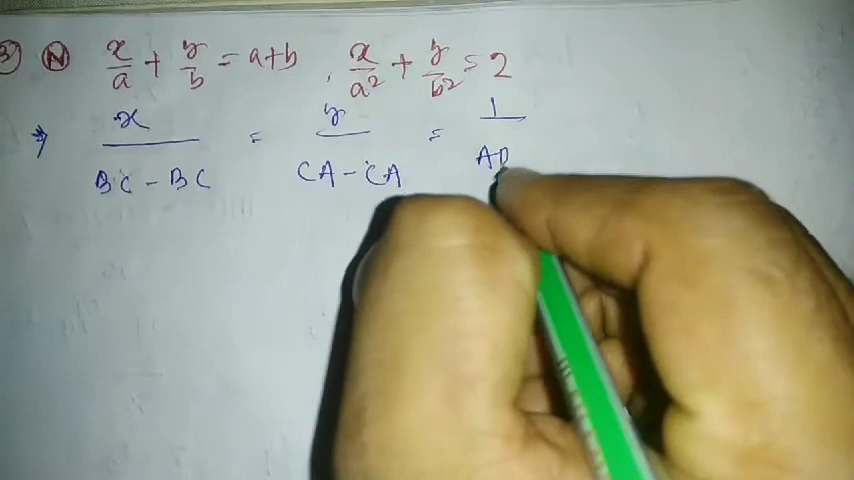 3) (N) x/a + y/b = a+b , x/a² + y/b² = 2
⇒ x/(BC - BC) = y/(CA - CA) = 1/AB